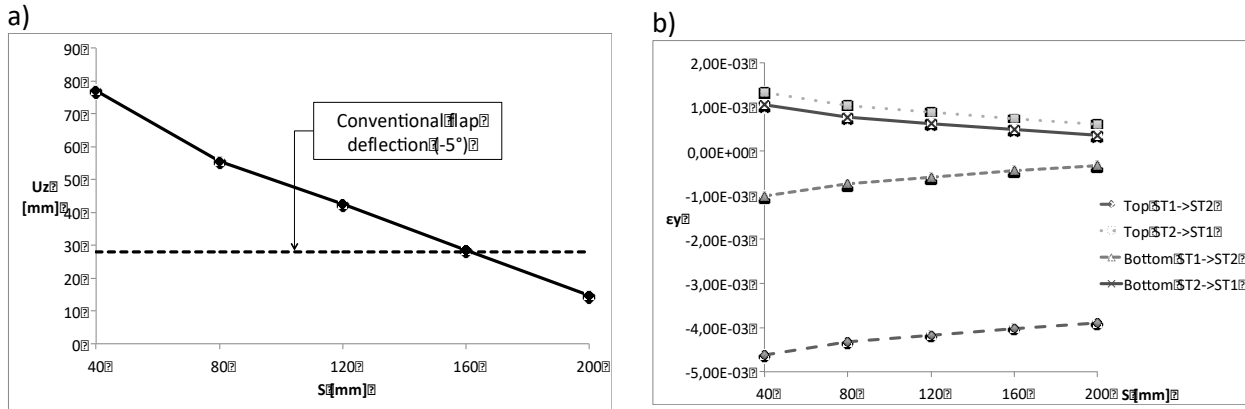 a)
90
80
70
60
50
40
30
20
10
0
Uz
[mm]
Conventional flap
deflection (-5°)
40
80
120
160
200
S [mm]
b)
2,00E-03
1,00E-03
0,00E+00
-1,00E-03
-2,00E-03
-3,00E-03
-4,00E-03
-5,00E-03
εy
40
80
120
160
200
S [mm]
Top ST1->ST2
Top ST2->ST1
Bottom ST1->ST2
Bottom ST2->ST1